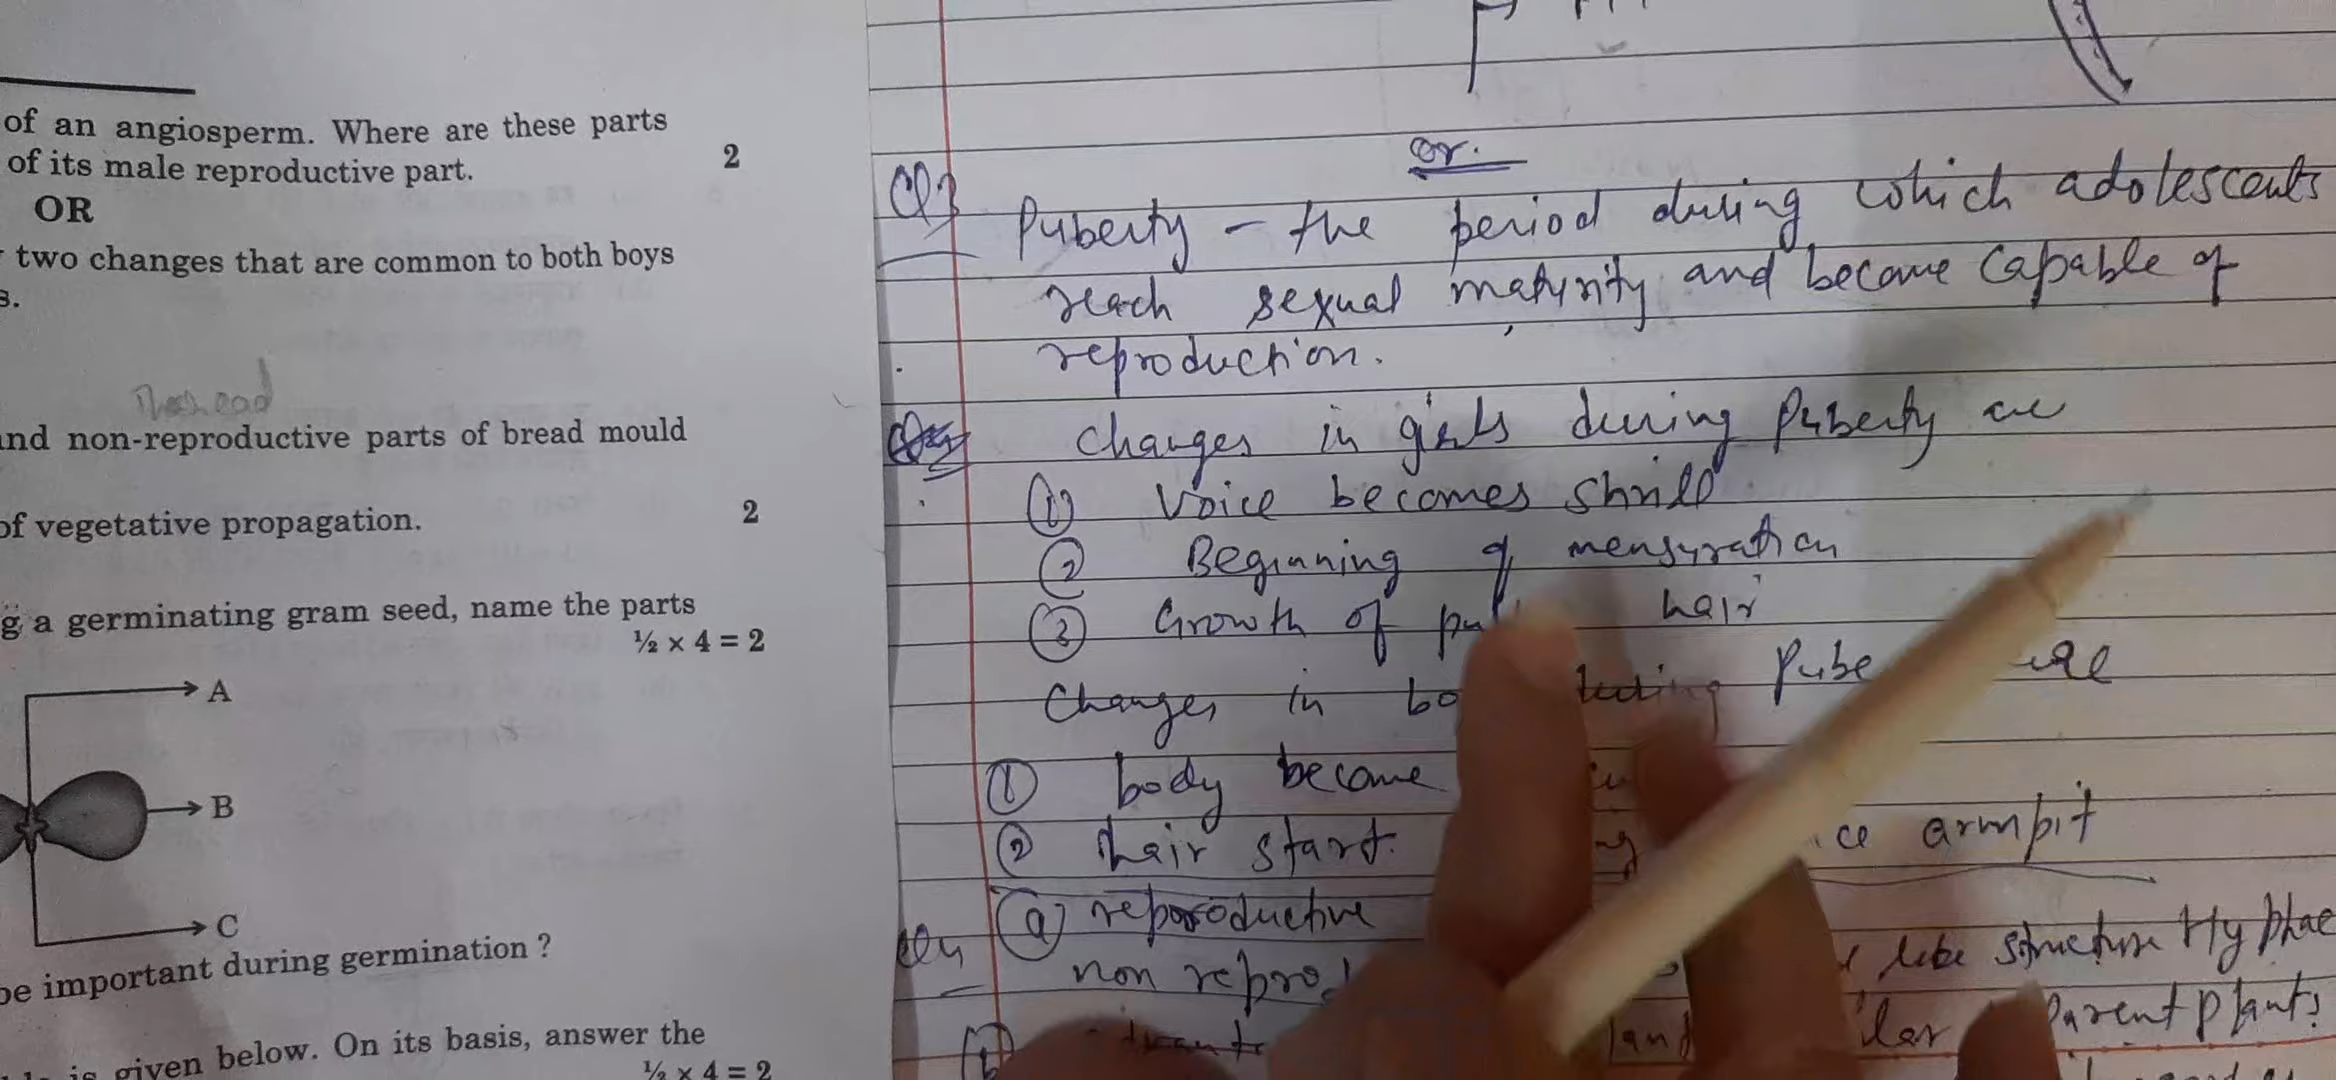 of an angiosperm. Where are these parts
of its male reproductive part. 2
OR
two changes that are common to both boys
s.
Thread
and non-reproductive parts of bread mould
of vegetative propagation. 2
g a germinating gram seed, name the parts
½ × 4 = 2
A
B
C
be important during germination ?
is given below. On its basis, answer the
½ × 4 = 2
or.
Q3 Puberty – the period during which adolescents
reach sexual maturity and become capable of
reproduction.
changes in girls during puberty are
① Voice becomes shrill
② Beginning of mensuration
③ Growth of hair
Changes in
① body become
② hair start armpit
Q4 (a) reproductive like structure Hyphae
non parent plants